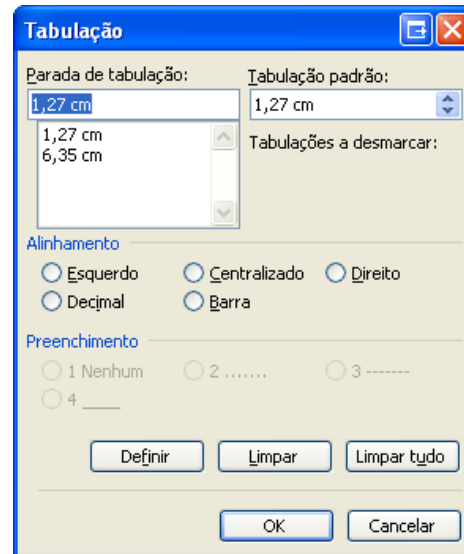 Tabulação
Parada de tabulação: Tabulação padrão:
1,27 cm 1,27 cm
1,27 cm
6,35 cm
Tabulações a desmarcar:
Alinhamento
Esquerdo Centralizado Direito
Decimal Barra
Preenchimento
1 Nenhum 2 ....... 3 -------
4 ____
Definir Limpar Limpar tudo
OK Cancelar